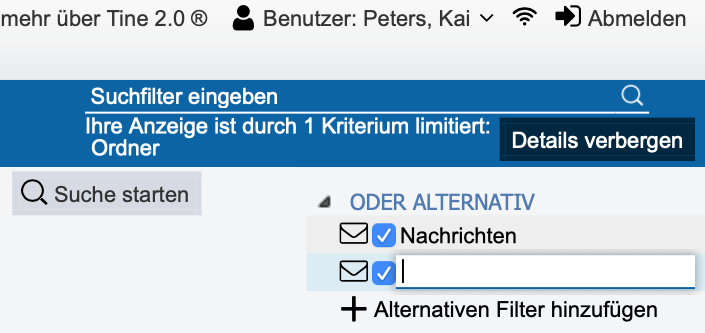 mehr über Tine 2.0 ® Benutzer: Peters, Kai Abmelden
Suchfilter eingeben
Ihre Anzeige ist durch 1 Kriterium limitiert:
Ordner
Details verbergen
Suche starten
ODER ALTERNATIV
Nachrichten
Alternativen Filter hinzufügen